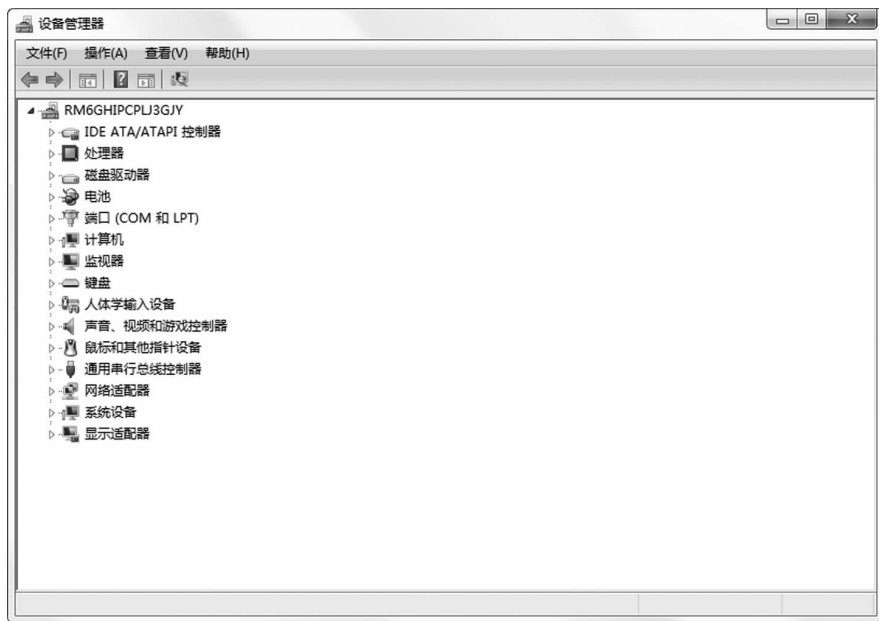 设备管理器
文件(F) 操作(A) 查看(V) 帮助(H)
RM6GHIPCPLJ3GJY
IDE ATA/ATAPI 控制器
处理器
磁盘驱动器
电池
端口 (COM 和 LPT)
计算机
监视器
键盘
人体学输入设备
声音、视频和游戏控制器
鼠标和其他指针设备
通用串行总线控制器
网络适配器
系统设备
显示适配器